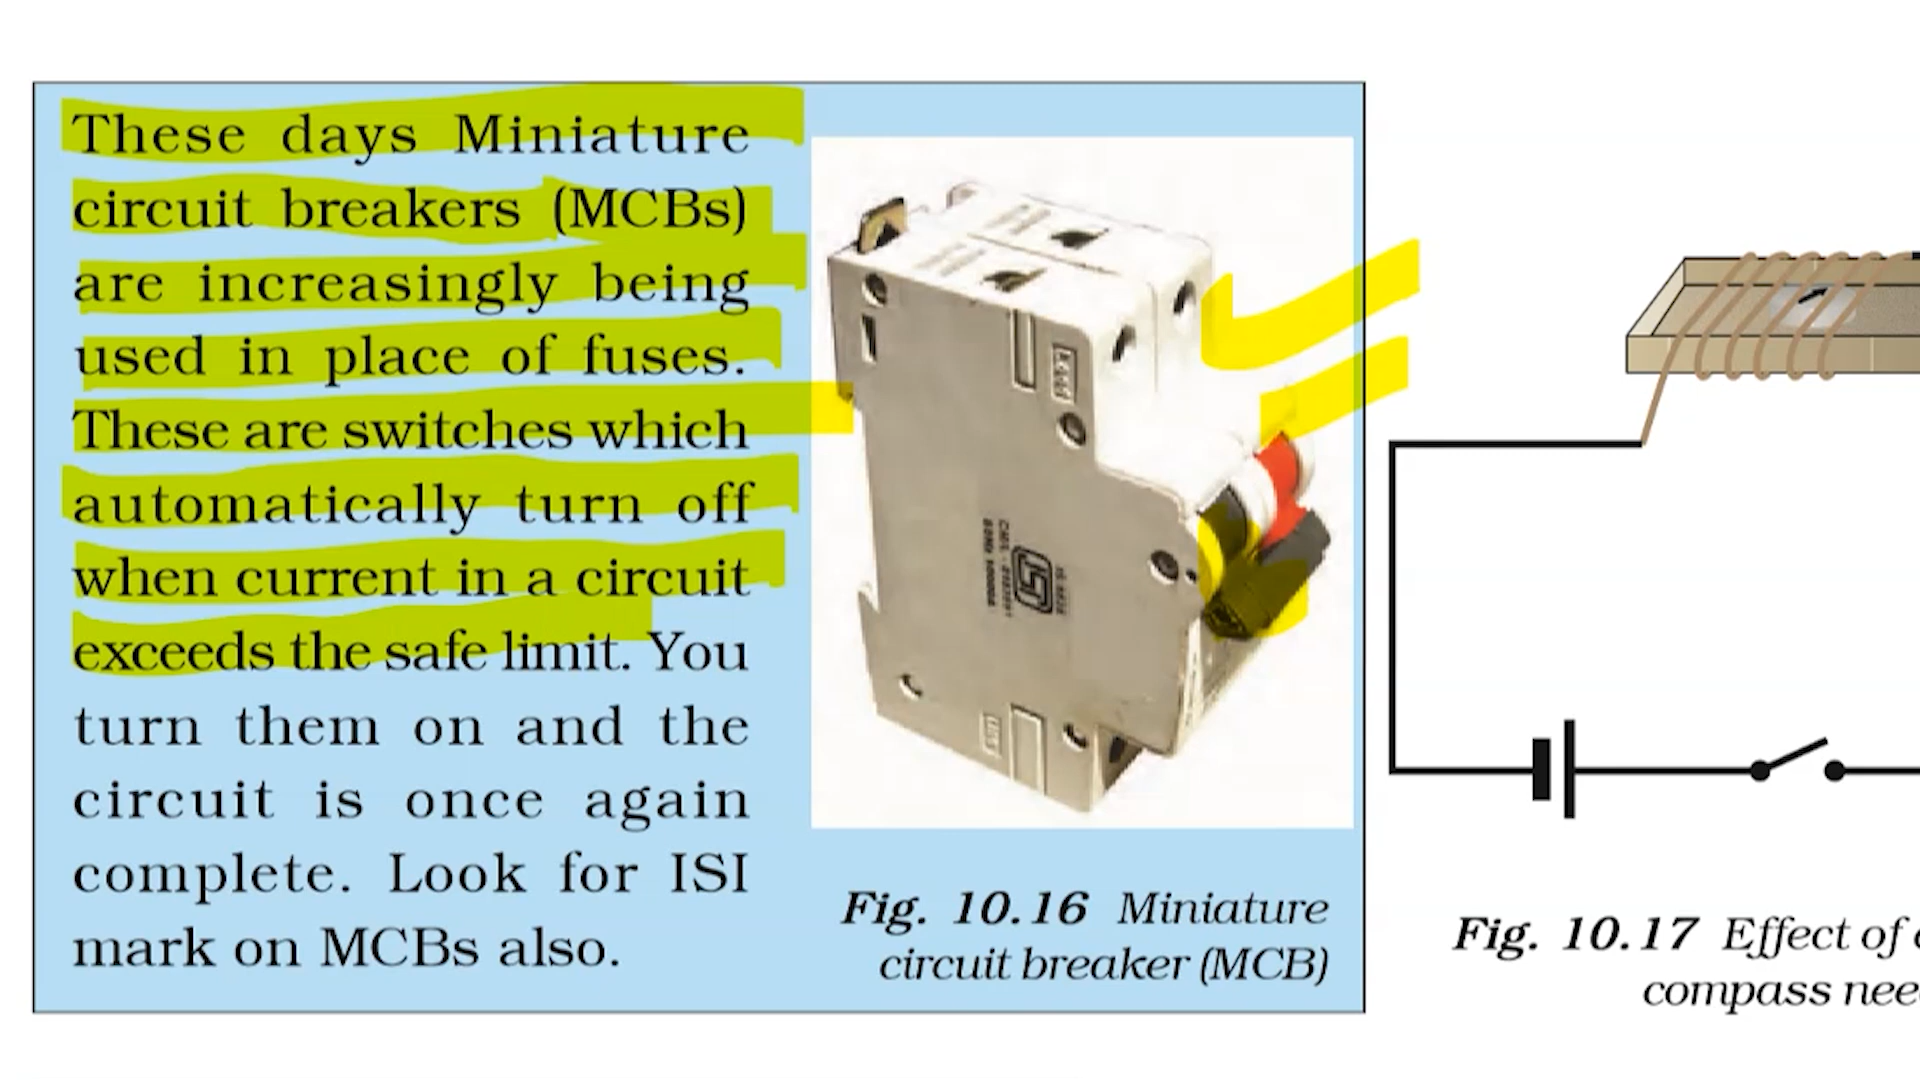 These days Miniature
circuit breakers (MCBs)
are increasingly being
used in place of fuses.
These are switches which
automatically turn off
when current in a circuit
exceeds the safe limit. You
turn them on and the
circuit is once again
complete. Look for ISI
mark on MCBs also.
Fig. 10.16 Miniature
circuit breaker (MCB)
Fig. 10.17 Effect of
compass